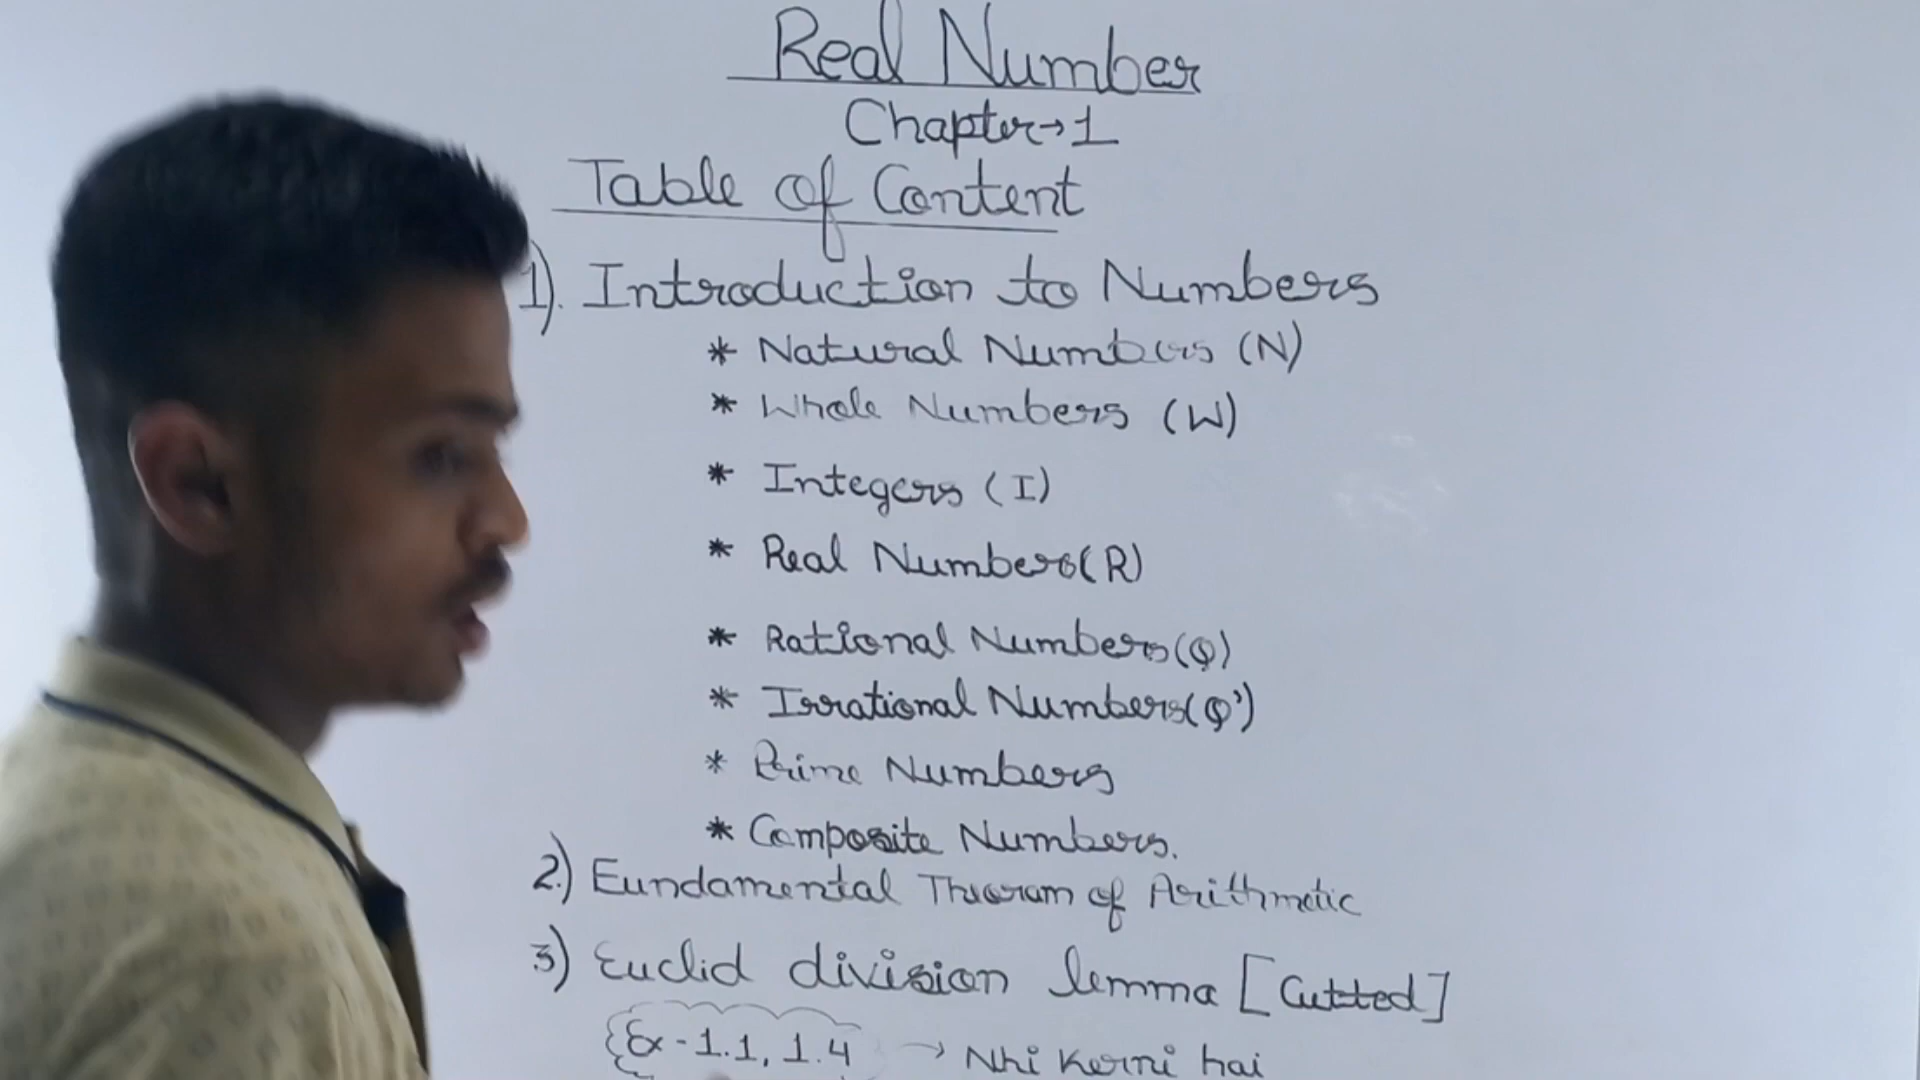 Real Number
Chapter→1
Table of Content
1). Introduction to Numbers
* Natural Numbers (N)
* Whole Numbers (W)
* Integers (I)
* Real Numbers(R)
* Rational Numbers(Q)
* Irrational Numbers(Q')
* Prime Numbers
* Composite Numbers.
2.) Fundamental Theoram of Arithmetic
3) Euclid division lemma [Cutted]
Ex-1.1, 1.4 → Nhi Kerni hai